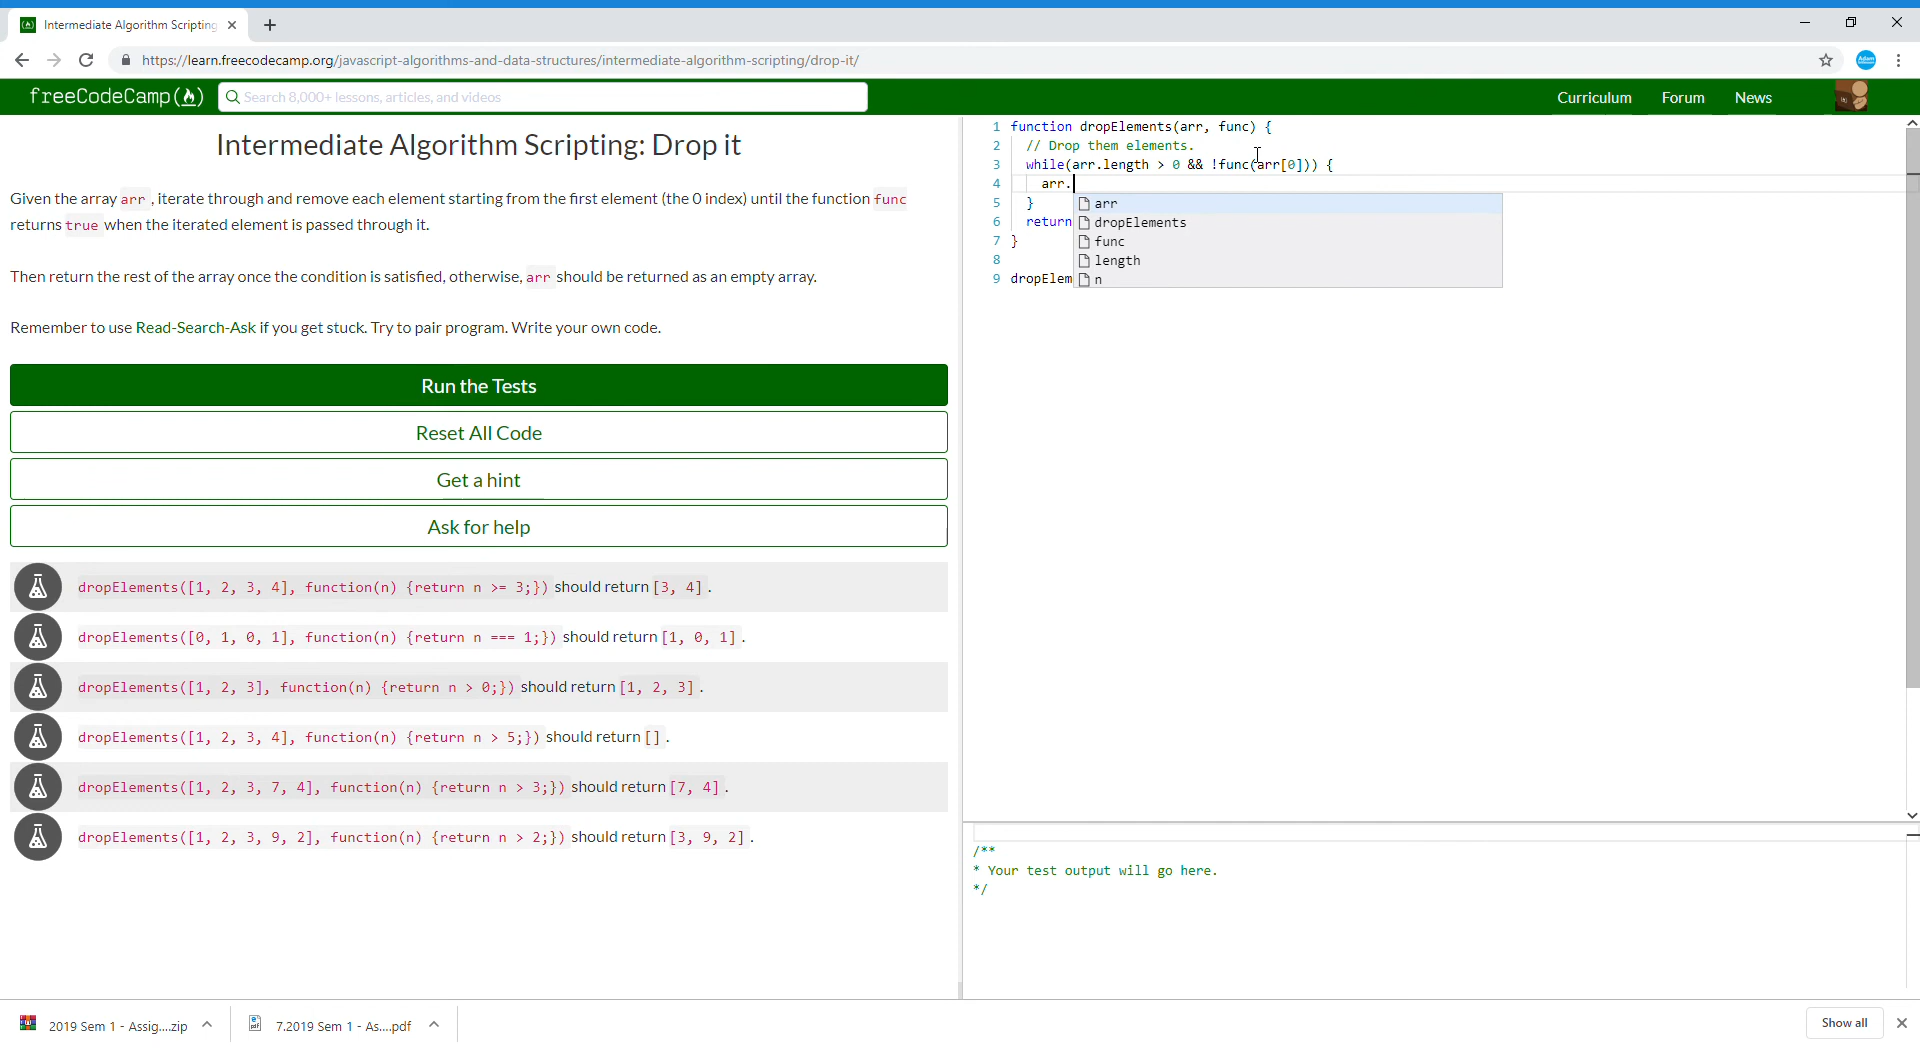 Intermediate Algorithm Scripting
https://learn.freecodecamp.org/javascript-algorithms-and-data-structures/intermediate-algorithm-scripting/drop-it/
freeCodeCamp
Search 8,000+ lessons, articles, and videos
Curriculum
Forum
News
Intermediate Algorithm Scripting: Drop it
Given the array arr , iterate through and remove each element starting from the first element (the 0 index) until the function func
returns true when the iterated element is passed through it.
Then return the rest of the array once the condition is satisfied, otherwise, arr should be returned as an empty array.
Remember to use Read-Search-Ask if you get stuck. Try to pair program. Write your own code.
Run the Tests
Reset All Code
Get a hint
Ask for help
dropElements([1, 2, 3, 4], function(n) {return n >= 3;}) should return [3, 4] .
dropElements([0, 1, 0, 1], function(n) {return n === 1;}) should return [1, 0, 1] .
dropElements([1, 2, 3], function(n) {return n > 0;}) should return [1, 2, 3] .
dropElements([1, 2, 3, 4], function(n) {return n > 5;}) should return [] .
dropElements([1, 2, 3, 7, 4], function(n) {return n > 3;}) should return [7, 4] .
dropElements([1, 2, 3, 9, 2], function(n) {return n > 2;}) should return [3, 9, 2] .
1 function dropElements(arr, func) {
2 // Drop them elements.
3 while(arr.length > 0 && !func(arr[0])) {
4 arr.
5 }
6 return
7 }
8
9 dropElem
arr
dropElements
func
length
n
/**
* Your test output will go here.
*/
2019 Sem 1 - Assig....zip
7.2019 Sem 1 - As....pdf
Show all